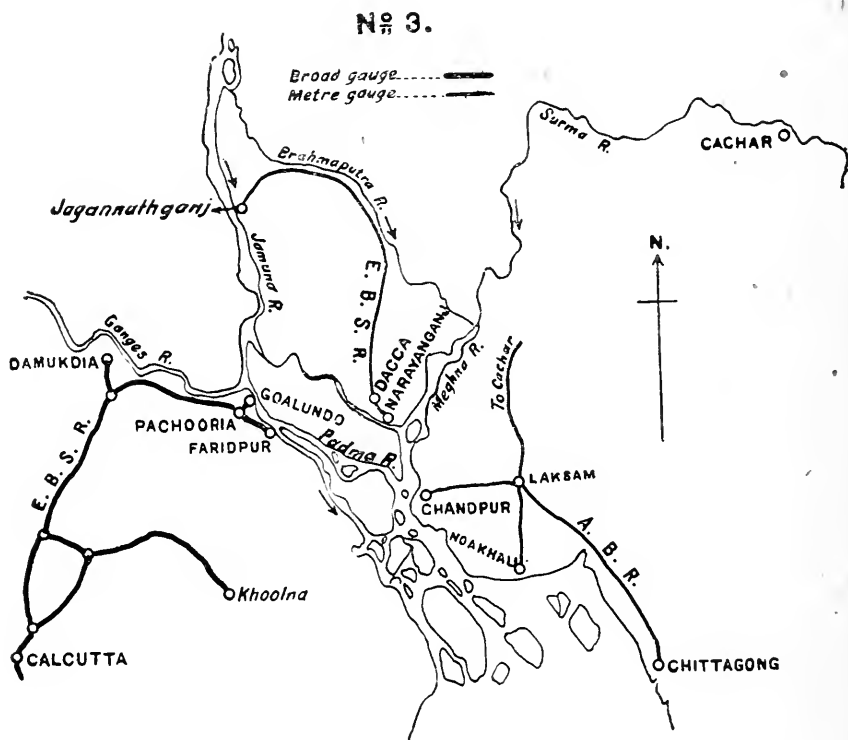 Nº 3.
Broad gauge
Metre gauge
Surma R.
CACHAR
Brahmaputra R.
Jagannathganj
Jamuna R.
N.
E. B. S. R.
DACCA
NARAYANGANJ
Meghna R.
To Cachar
Ganges R.
DAMUKDIA
GOALUNDO
PACHOORIA
FARIDPUR
Padma R.
E. B. S. R.
LAKSAM
CHANDPUR
NOAKHALI
A. B. R.
Khoolna
CALCUTTA
CHITTAGONG